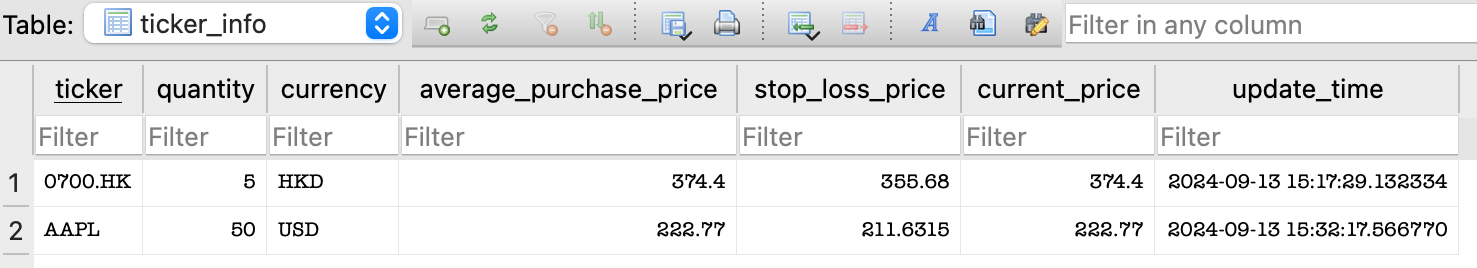 Table: ticker_info Filter in any column
ticker quantity currency average_purchase_price stop_loss_price current_price update_time
Filter Filter Filter Filter Filter Filter Filter
1 0700.HK 5 HKD 374.4 355.68 374.4 2024-09-13 15:17:29.132334
2 AAPL 50 USD 222.77 211.6315 222.77 2024-09-13 15:32:17.566770